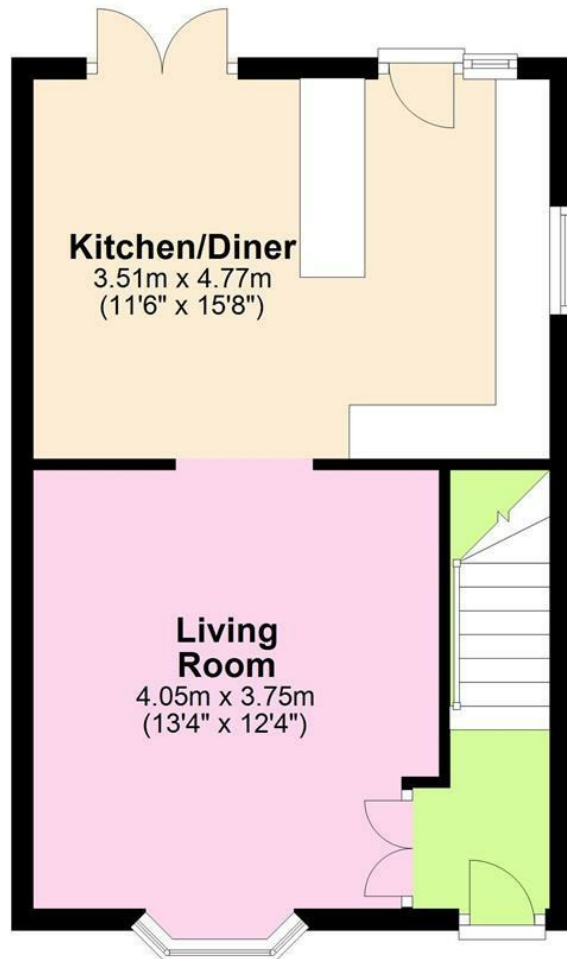 Kitchen/Diner
3.51m x 4.77m
(11'6" x 15'8")
Living
Room
4.05m x 3.75m
(13'4" x 12'4")